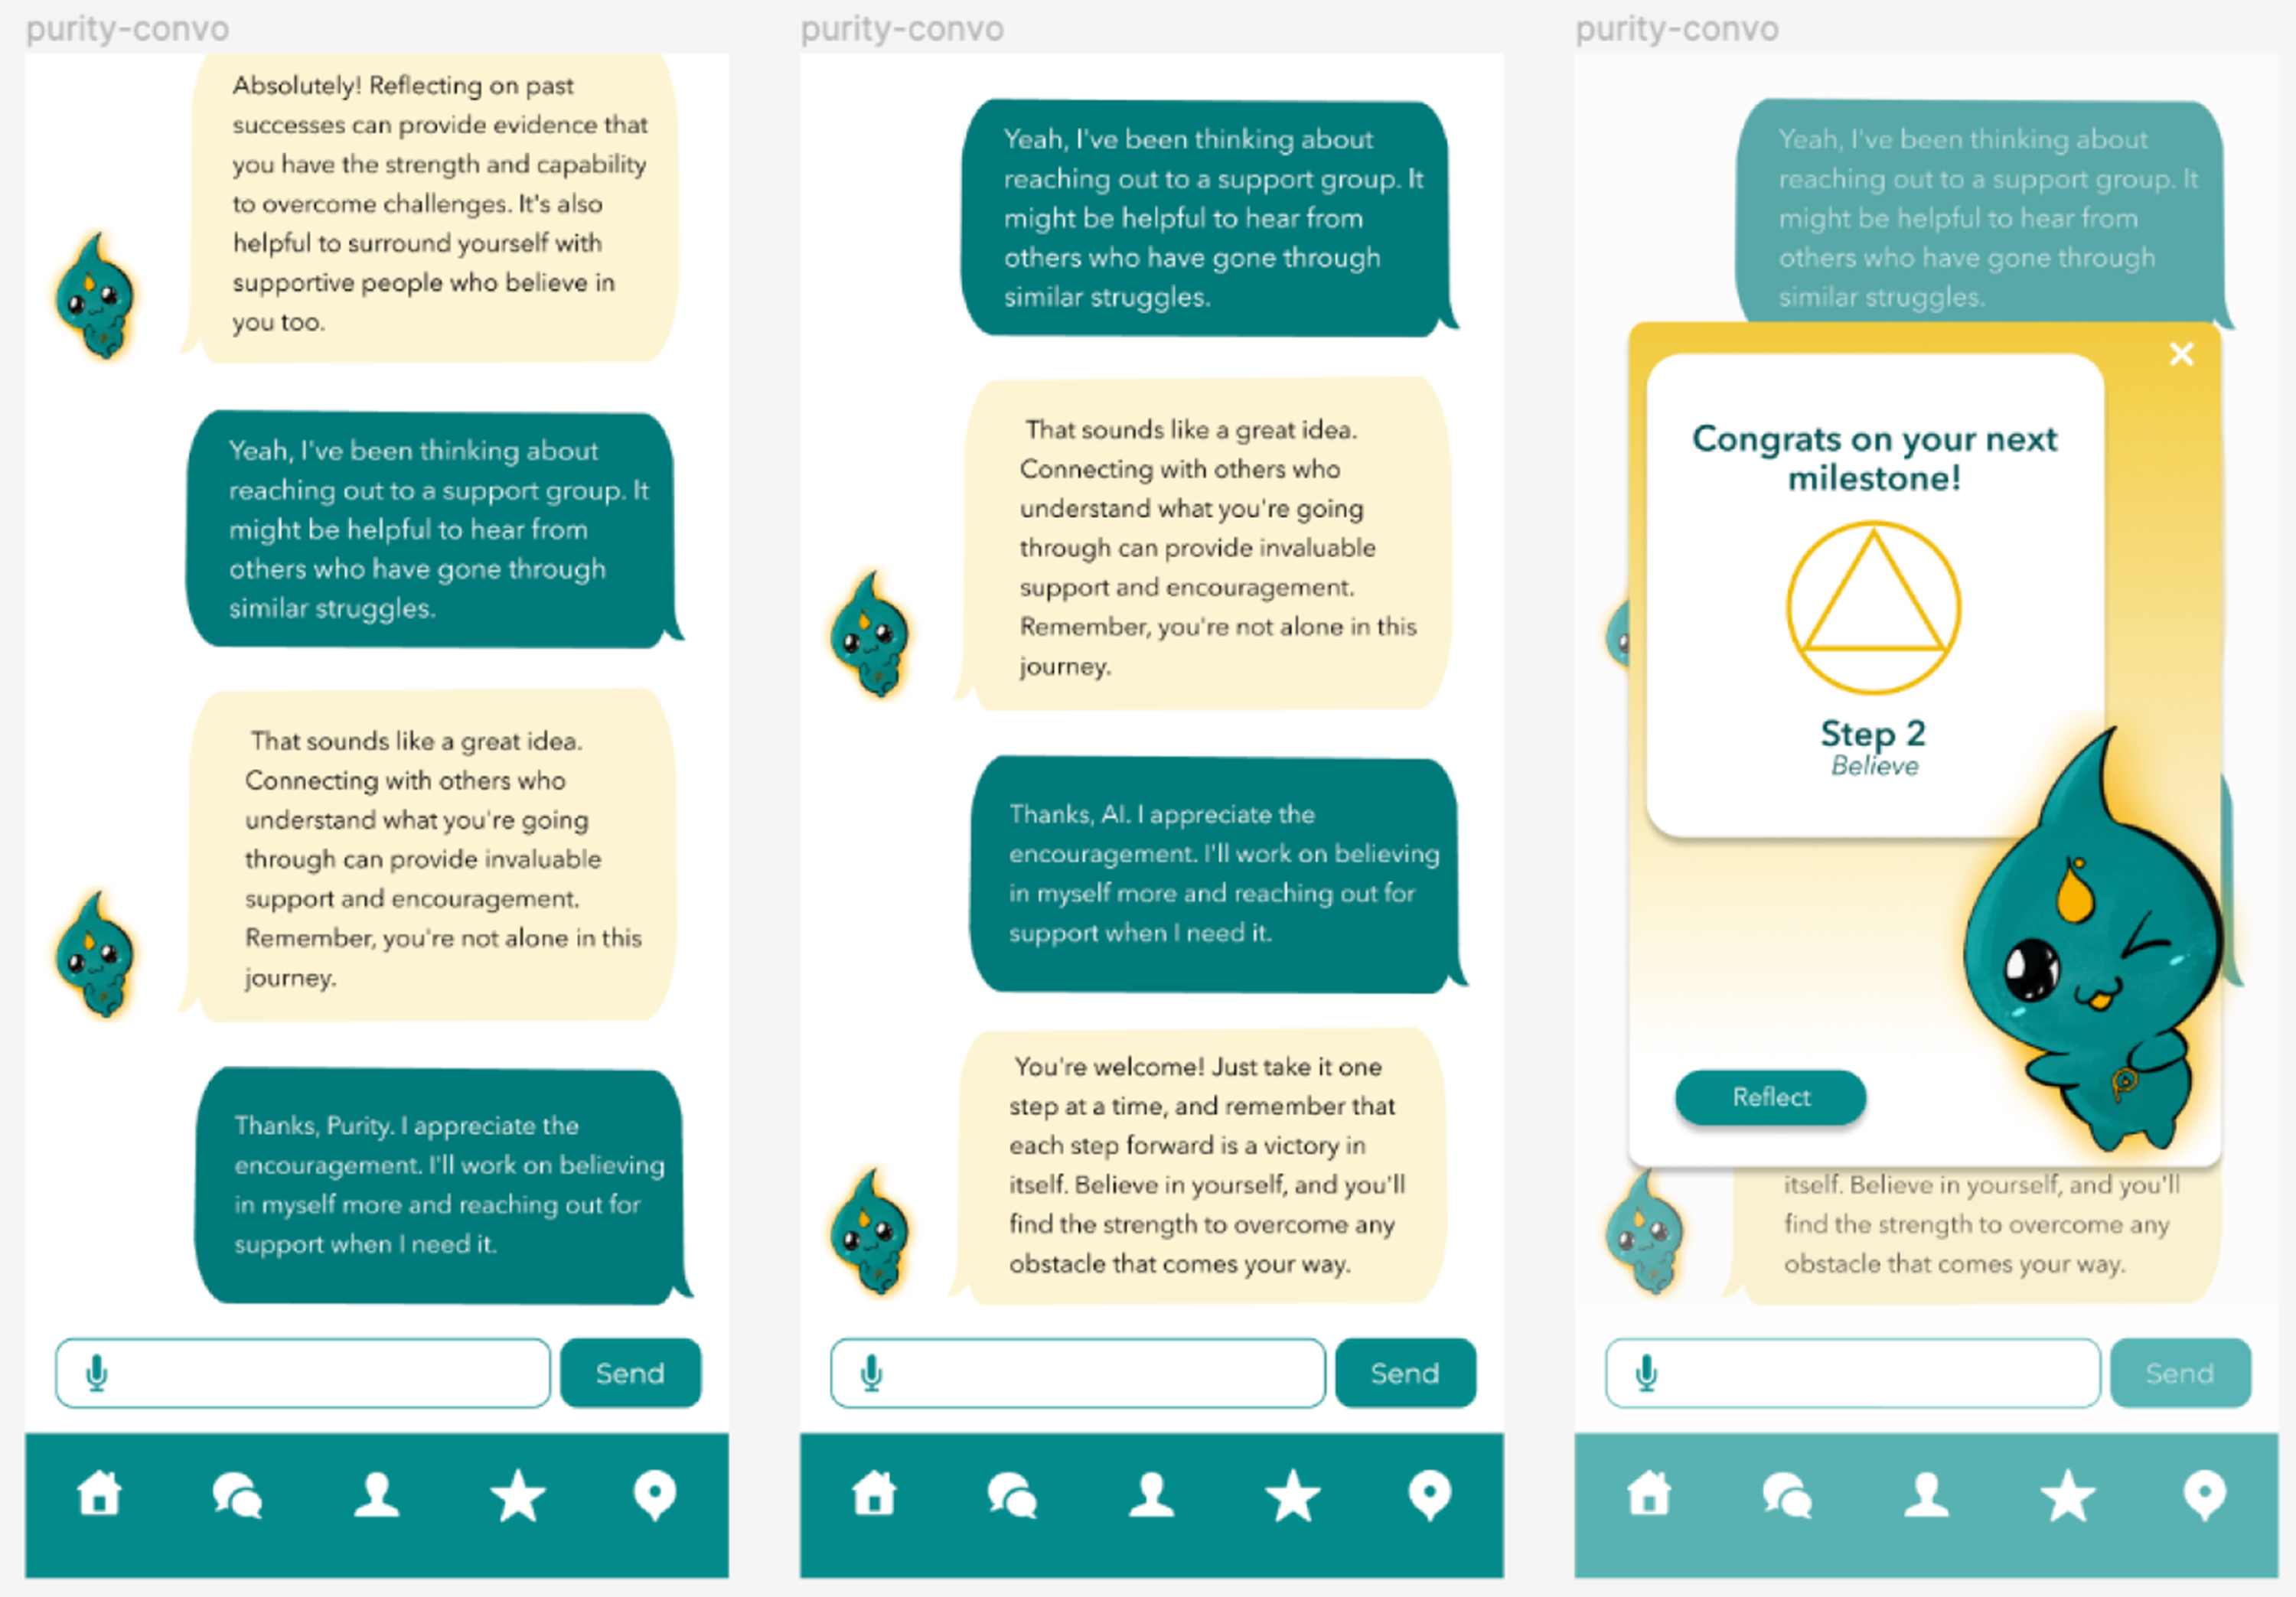 purity-convo
Absolutely! Reflecting on past
successes can provide evidence that
you have the strength and capability
to overcome challenges. It's also
helpful to surround yourself with
supportive people who believe in
you too.
Yeah, I've been thinking about
reaching out to a support group. It
might be helpful to hear from
others who have gone through
similar struggles.
That sounds like a great idea.
Connecting with others who
understand what you're going
through can provide invaluable
support and encouragement.
Remember, you're not alone in this
journey.
Thanks, Purity. I appreciate the
encouragement. I'll work on believing
in myself more and reaching out for
support when I need it.
Send
purity-convo
Yeah, I've been thinking about
reaching out to a support group. It
might be helpful to hear from
others who have gone through
similar struggles.
That sounds like a great idea.
Connecting with others who
understand what you're going
through can provide invaluable
support and encouragement.
Remember, you're not alone in this
journey.
Thanks, AI. I appreciate the
encouragement. I'll work on believing
in myself more and reaching out for
support when I need it.
You're welcome! Just take it one
step at a time, and remember that
each step forward is a victory in
itself. Believe in yourself, and you'll
find the strength to overcome any
obstacle that comes your way.
Send
purity-convo
Yeah, I've been thinking about
reaching out to a support group. It
might be helpful to hear from
others who have gone through
similar struggles.
Congrats on your next
milestone!
Step 2
Believe
Reflect
itself. Believe in yourself, and you'll
find the strength to overcome any
obstacle that comes your way.
Send